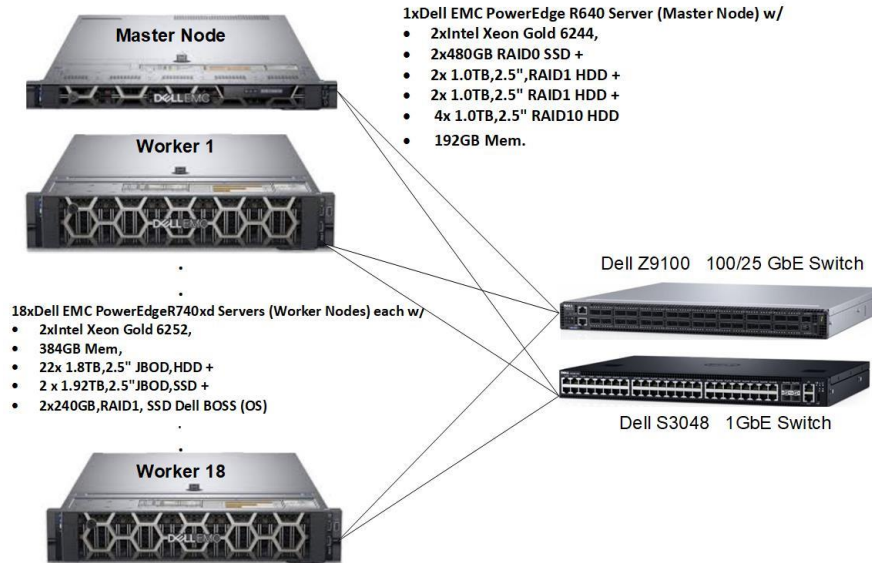 Master Node
DELLEMC
1xDell EMC PowerEdge R640 Server (Master Node) w/
• 2xIntel Xeon Gold 6244,
• 2x480GB RAID0 SSD +
• 2x 1.0TB,2.5",RAID1 HDD +
• 2x 1.0TB,2.5" RAID1 HDD +
• 4x 1.0TB,2.5" RAID10 HDD
• 192GB Mem.
Worker 1
DELLEMC
18xDell EMC PowerEdgeR740xd Servers (Worker Nodes) each w/
• 2xIntel Xeon Gold 6252,
• 384GB Mem,
• 22x 1.8TB,2.5" JBOD,HDD +
• 2 x 1.92TB,2.5"JBOD,SSD +
• 2x240GB,RAID1, SSD Dell BOSS (OS)
Dell Z9100 100/25 GbE Switch
Dell S3048 1GbE Switch
Worker 18
DELLEMC